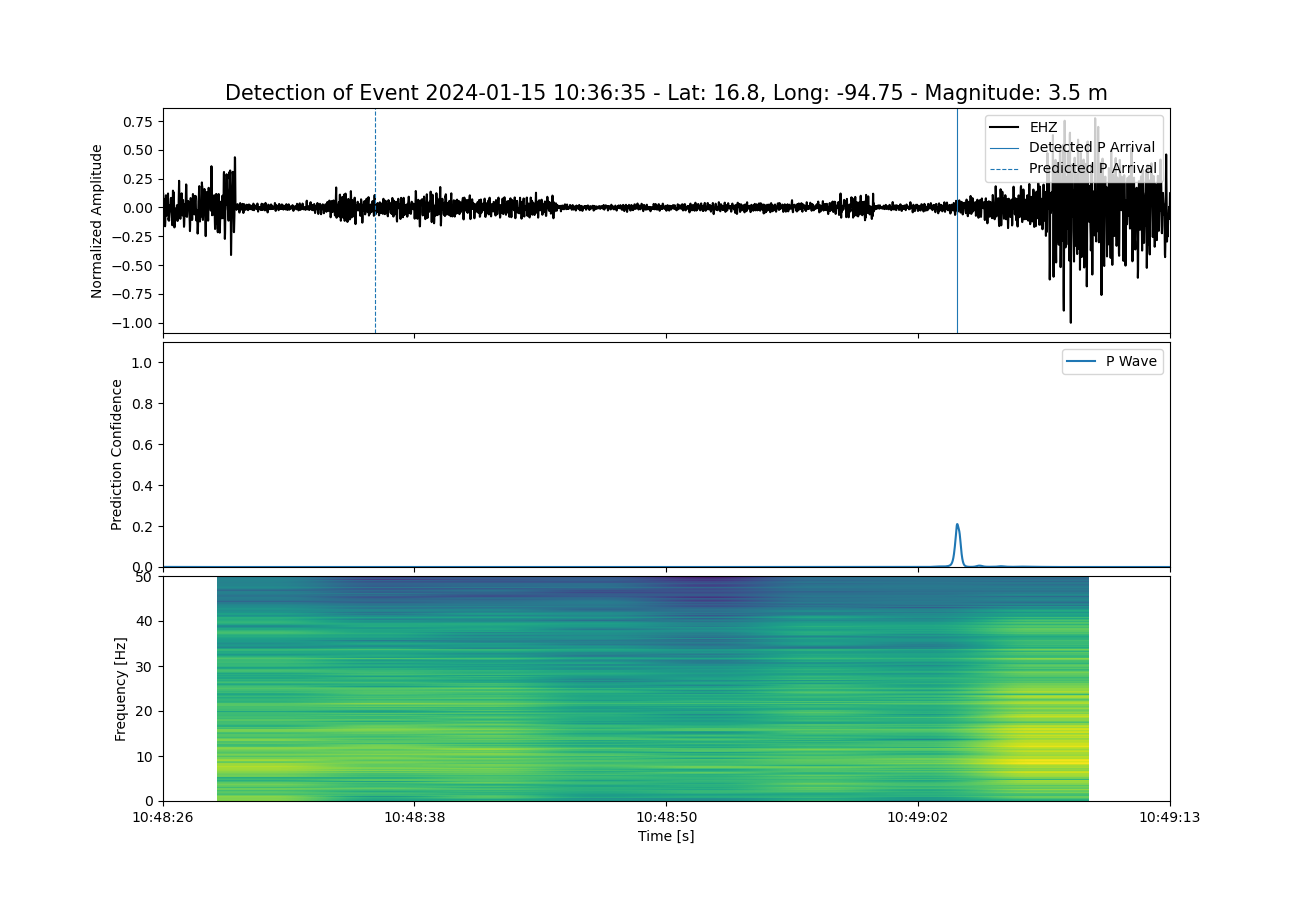 Detection of Event 2024-01-15 10:36:35 - Lat: 16.8, Long: -94.75 - Magnitude: 3.5 m
Normalized Amplitude
0.75
0.50
0.25
0.00
−0.25
−0.50
−0.75
−1.00
EHZ
Detected P Arrival
Predicted P Arrival
Prediction Confidence
1.0
0.8
0.6
0.4
0.2
0.0
P Wave
Frequency [Hz]
50
40
30
20
10
0
10:48:26
10:48:38
10:48:50
10:49:02
10:49:13
Time [s]